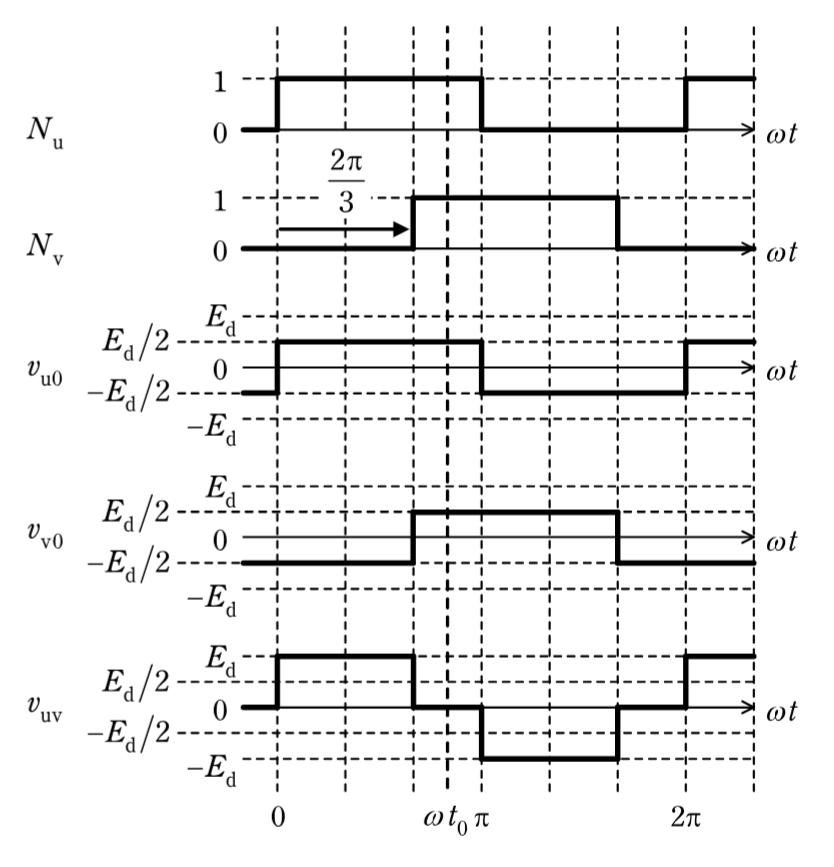 1
N_u
0
ωt
2π
3
1
N_v
0
ωt
E_d
E_d/2
v_u0
0
ωt
−E_d/2
−E_d
E_d
E_d/2
v_v0
0
ωt
−E_d/2
−E_d
E_d
E_d/2
v_uv
0
ωt
−E_d/2
−E_d
0 ωt_0 π 2π